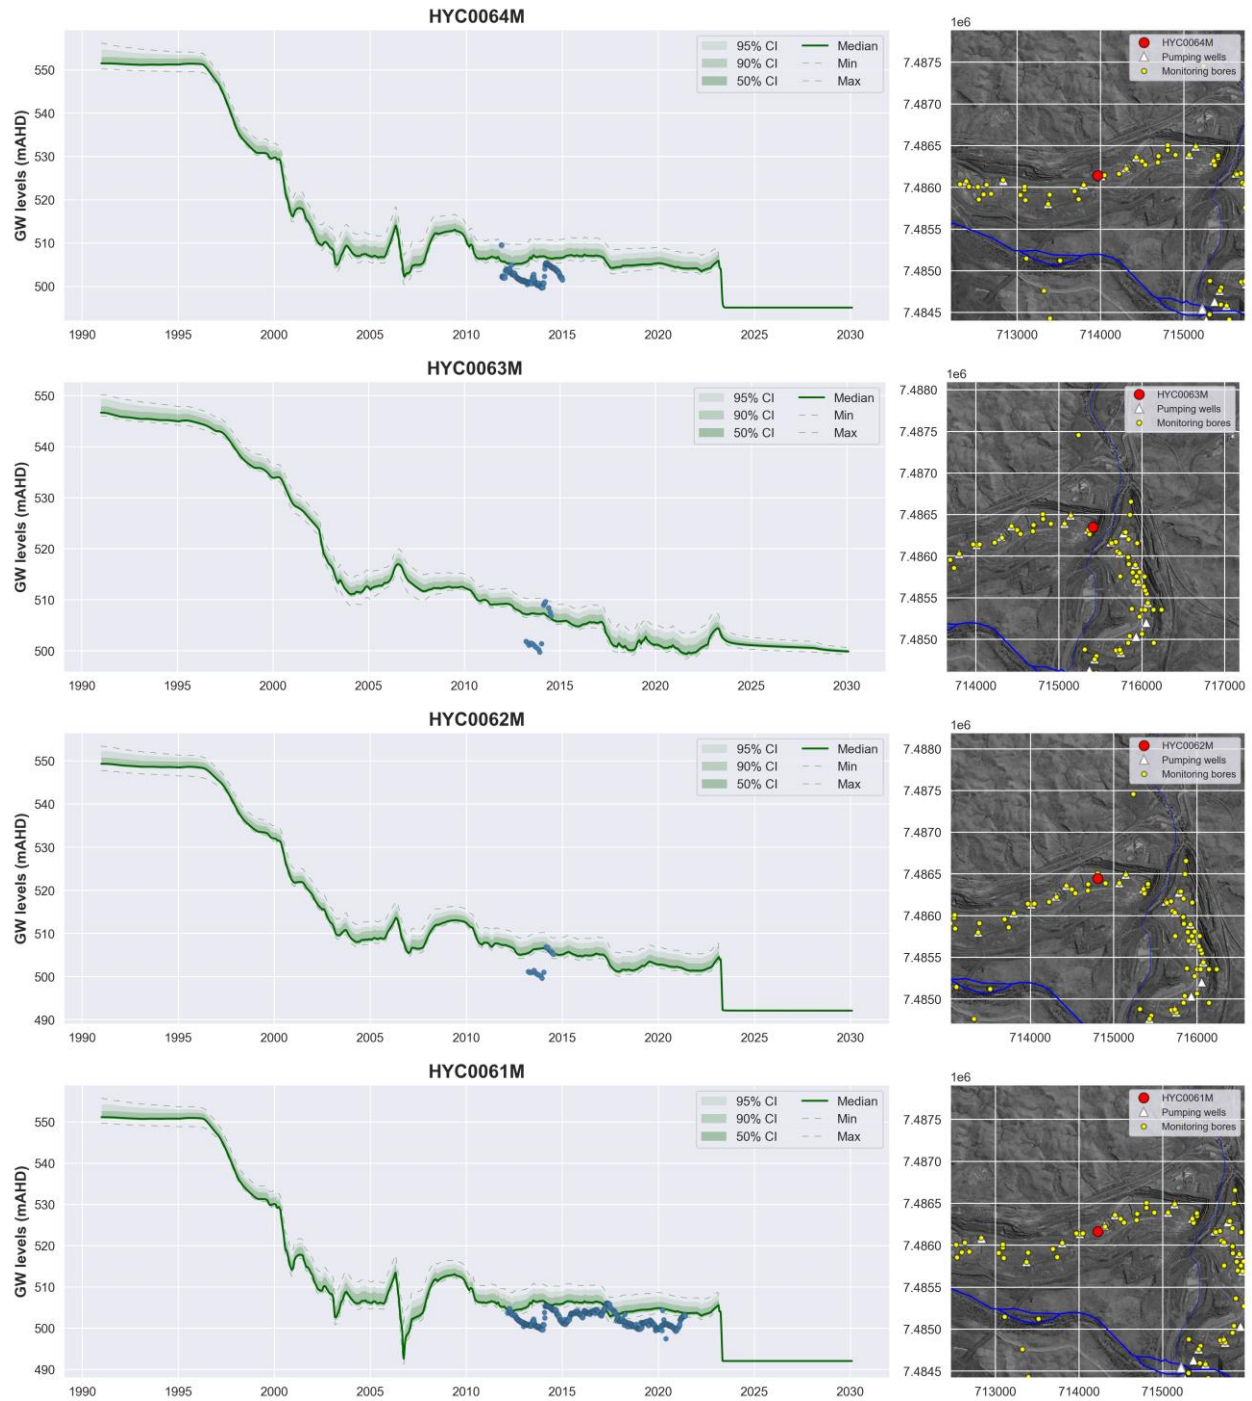 HYC0064M
GW levels (mAHD)
550
540
530
520
510
500
1990 1995 2000 2005 2010 2015 2020 2025 2030
95% CI Median
90% CI Min
50% CI Max
1e6
7.4875
7.4870
7.4865
7.4860
7.4855
7.4850
7.4845
713000 714000 715000
HYC0064M
Pumping wells
Monitoring bores
HYC0063M
GW levels (mAHD)
550
540
530
520
510
500
1990 1995 2000 2005 2010 2015 2020 2025 2030
95% CI Median
90% CI Min
50% CI Max
1e6
7.4880
7.4875
7.4870
7.4865
7.4860
7.4855
7.4850
714000 715000 716000 717000
HYC0063M
Pumping wells
Monitoring bores
HYC0062M
GW levels (mAHD)
550
540
530
520
510
500
490
1990 1995 2000 2005 2010 2015 2020 2025 2030
95% CI Median
90% CI Min
50% CI Max
1e6
7.4880
7.4875
7.4870
7.4865
7.4860
7.4855
7.4850
714000 715000 716000
HYC0062M
Pumping wells
Monitoring bores
HYC0061M
GW levels (mAHD)
550
540
530
520
510
500
490
1990 1995 2000 2005 2010 2015 2020 2025 2030
95% CI Median
90% CI Min
50% CI Max
1e6
7.4875
7.4870
7.4865
7.4860
7.4855
7.4850
7.4845
713000 714000 715000
HYC0061M
Pumping wells
Monitoring bores